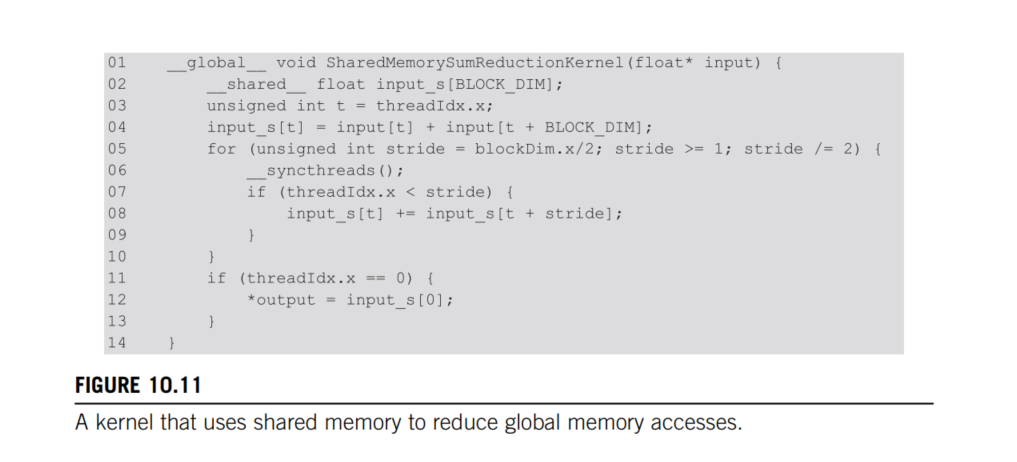 01 __global__ void SharedMemorySumReductionKernel(float* input) {
02 __shared__ float input_s[BLOCK_DIM];
03 unsigned int t = threadIdx.x;
04 input_s[t] = input[t] + input[t + BLOCK_DIM];
05 for (unsigned int stride = blockDim.x/2; stride >= 1; stride /= 2) {
06 __syncthreads();
07 if (threadIdx.x < stride) {
08 input_s[t] += input_s[t + stride];
09 }
10 }
11 if (threadIdx.x == 0) {
12 *output = input_s[0];
13 }
14 }
FIGURE 10.11
A kernel that uses shared memory to reduce global memory accesses.